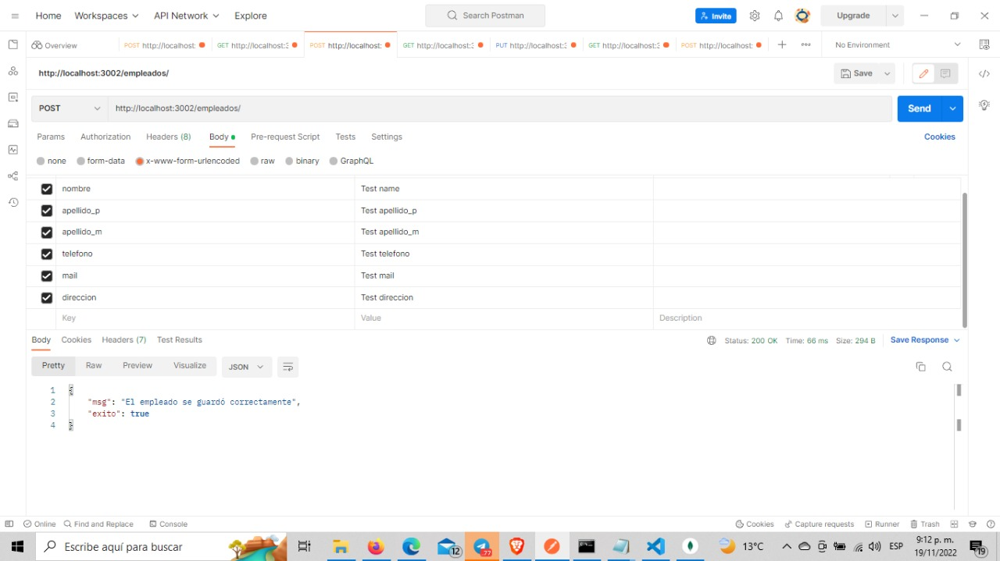 Home Workspaces API Network Explore Search Postman Invite Upgrade
Overview POST http://localhost: GET http://localhost:3 POST http://localhost: GET http://localhost:3 PUT http://localhost:3 GET http://localhost:3 POST http://localhost: No Environment
http://localhost:3002/empleados/ Save
POST http://localhost:3002/empleados/ Send
Params Authorization Headers (8) Body Pre-request Script Tests Settings Cookies
none form-data x-www-form-urlencoded raw binary GraphQL
nombre Test name
apellido_p Test apellido_p
apellido_m Test apellido_m
telefono Test telefono
mail Test mail
direccion Test direccion
Key Value Description
Body Cookies Headers (7) Test Results Status: 200 OK Time: 66 ms Size: 294 B Save Response
Pretty Raw Preview Visualize JSON
1 {
2 "msg": "El empleado se guardó correctamente",
3 "exito": true
4 }
Online Find and Replace Console Cookies Capture requests Runner Trash
Escribe aquí para buscar 12 77 13°C ESP 9:12 p. m.
19/11/2022 19